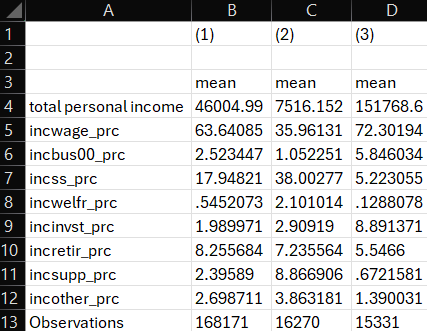 A B C D
1 (1) (2) (3)
2
3 mean mean mean
4 total personal income 46004.99 7516.152 151768.6
5 incwage_prc 63.64085 35.96131 72.30194
6 incbus00_prc 2.523447 1.052251 5.846034
7 incss_prc 17.94821 38.00277 5.223055
8 incwelfr_prc .5452073 2.101014 .1288078
9 incinvst_prc 1.989971 2.90919 8.891371
10 incretir_prc 8.255684 7.235564 5.5466
11 incsupp_prc 2.39589 8.866906 .6721581
12 incother_prc 2.698711 3.863181 1.390031
13 Observations 168171 16270 15331